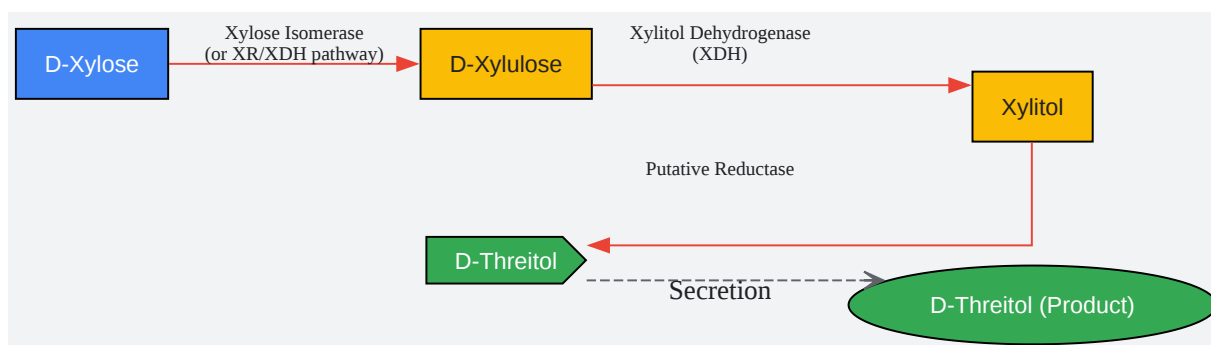 D-Xylose
Xylose Isomerase
(or XR/XDH pathway)
D-Xylulose
Xylitol Dehydrogenase
(XDH)
Xylitol
Putative Reductase
D-Threitol
Secretion
D-Threitol (Product)